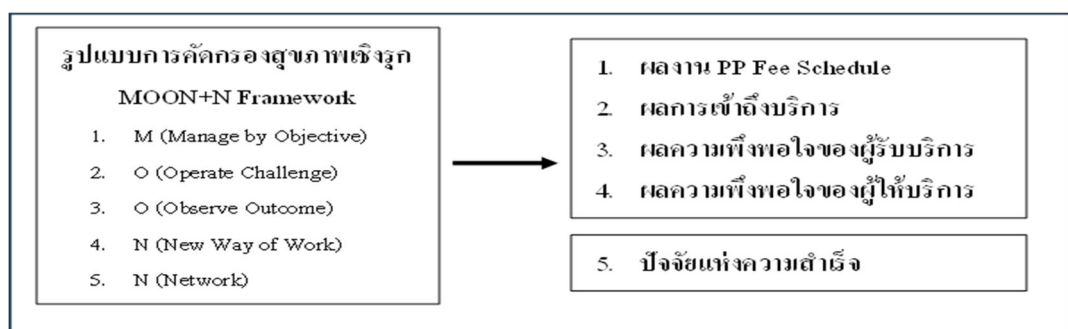 รูปแบบการคัดกรองสุขภาพเชิงรุก
MOON+N Framework
1. M (Manage by Objective)
2. O (Operate Challenge)
3. O (Observe Outcome)
4. N (New Way of Work)
5. N (Network)
1. ผลงาน PP Fee Schedule
2. ผลการเข้าถึงบริการ
3. ผลความพึงพอใจของผู้รับบริการ
4. ผลความพึงพอใจของผู้ให้บริการ
5. ปัจจัยแห่งความสำเร็จ